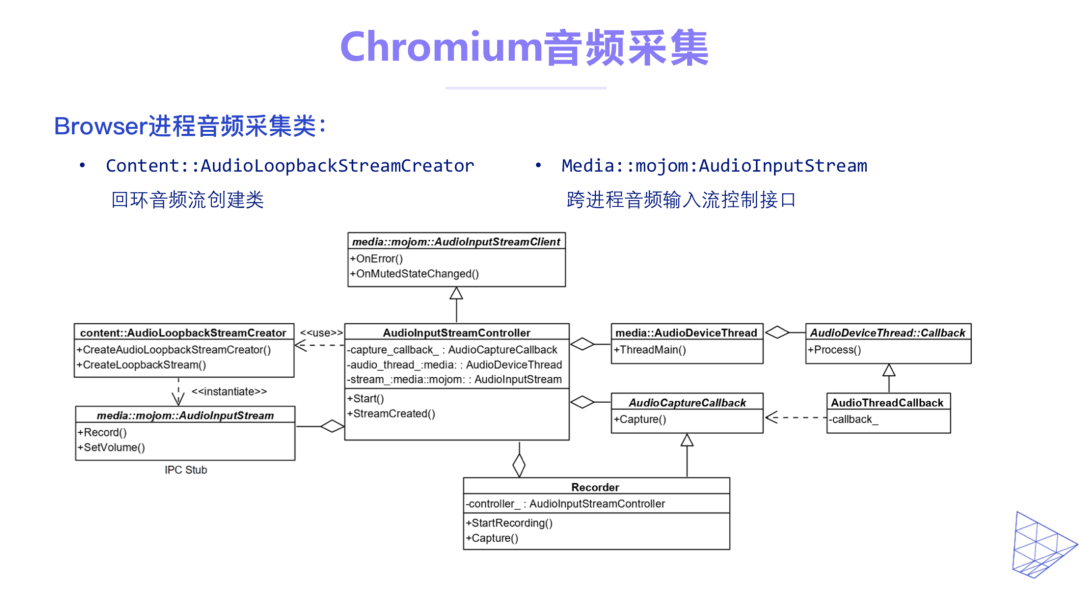 Chromium音频采集
Browser进程音频采集类：
• Content::AudioLoopbackStreamCreator
回环音频流创建类
• Media::mojom:AudioInputStream
跨进程音频输入流控制接口
media::mojom::AudioInputStreamClient
+OnError()
+OnMutedStateChanged()
content::AudioLoopbackStreamCreator
+CreateAudioLoopbackStreamCreator()
+CreateLoopbackStream()
<<use>>
AudioInputStreamController
-capture_callback_ : AudioCaptureCallback
-audio_thread_:media: : AudioDeviceThread
-stream_:media::mojom: : AudioInputStream
+Start()
+StreamCreated()
media::AudioDeviceThread
+ThreadMain()
AudioDeviceThread::Callback
+Process()
<<instantiate>>
media::mojom::AudioInputStream
+Record()
+SetVolume()
IPC Stub
AudioCaptureCallback
+Capture()
AudioThreadCallback
-callback_
Recorder
-controller_ : AudioInputStreamController
+StartRecording()
+Capture()